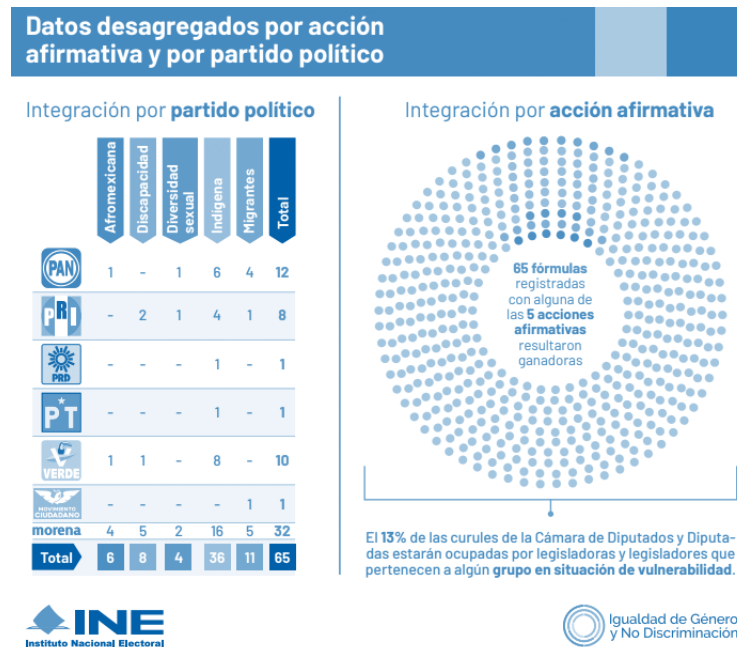 Datos desagregados por acción
afirmativa y por partido político
Integración por partido político
Afromexicana
Discapacidad
Diversidad
sexual
Indígena
Migrantes
Total
PAN 1 - 1 6 4 12
PRI - 2 1 4 1 8
PRD - - - 1 - 1
PT - - - 1 - 1
VERDE 1 1 - 8 - 10
MOVIMIENTO
CIUDADANO - - - - 1 1
morena 4 5 2 16 5 32
Total 6 8 4 36 11 65
Integración por acción afirmativa
65 fórmulas
registradas
con alguna de
las 5 acciones
afirmativas
resultaron
ganadoras
El 13% de las curules de la Cámara de Diputados y Diputa-
das estarán ocupadas por legisladoras y legisladores que
pertenecen a algún grupo en situación de vulnerabilidad.
INE
Instituto Nacional Electoral
Igualdad de Género
y No Discriminación